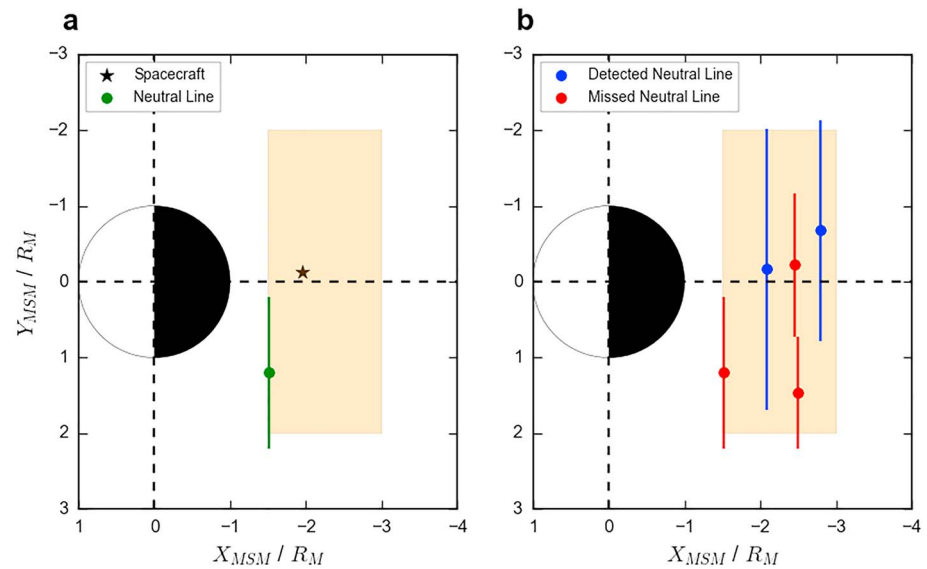 a
Spacecraft
Neutral Line
−3
−2
−1
0
1
2
3
1
0
−1
−2
−3
−4
Y_MSM / R_M
X_MSM / R_M
b
Detected Neutral Line
Missed Neutral Line
−3
−2
−1
0
1
2
3
1
0
−1
−2
−3
−4
X_MSM / R_M